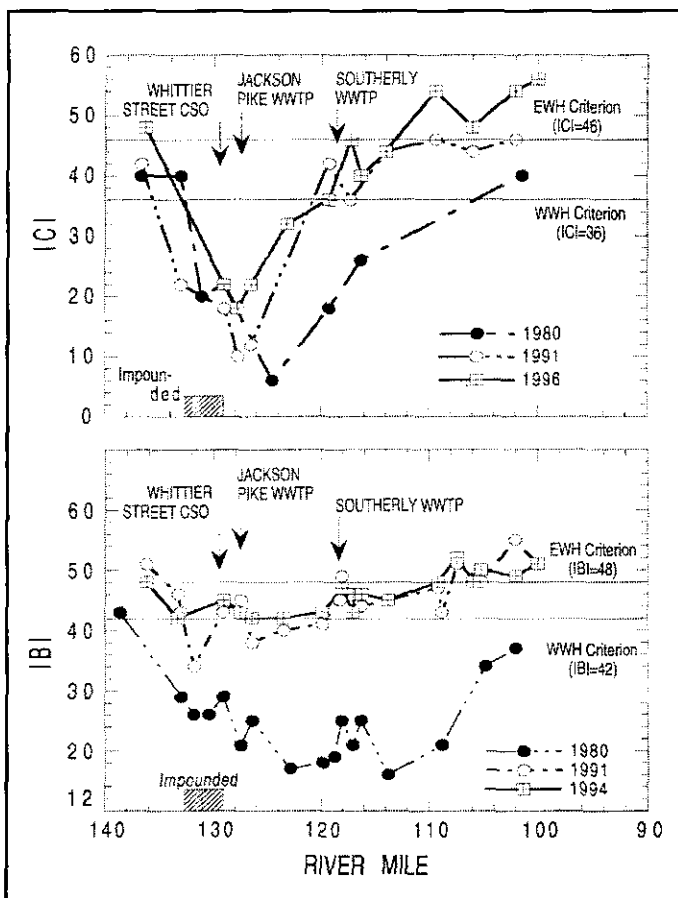 60
50
40
30
20
10
0
ICI
WHITTIER
STREET CSO
JACKSON
PIKE WWTP
SOUTHERLY
WWTP
EWH Criterion
(ICI=46)
WWH Criterion
(ICI=36)
1980
1991
1996
Impoun-
ded
60
50
40
30
20
12
IBI
WHITTIER
STREET CSO
JACKSON
PIKE WWTP
SOUTHERLY WWTP
EWH Criterion
(IBI=48)
WWH Criterion
(IBI=42)
1980
1991
1994
Impounded
140 130 120 110 100 90
RIVER MILE